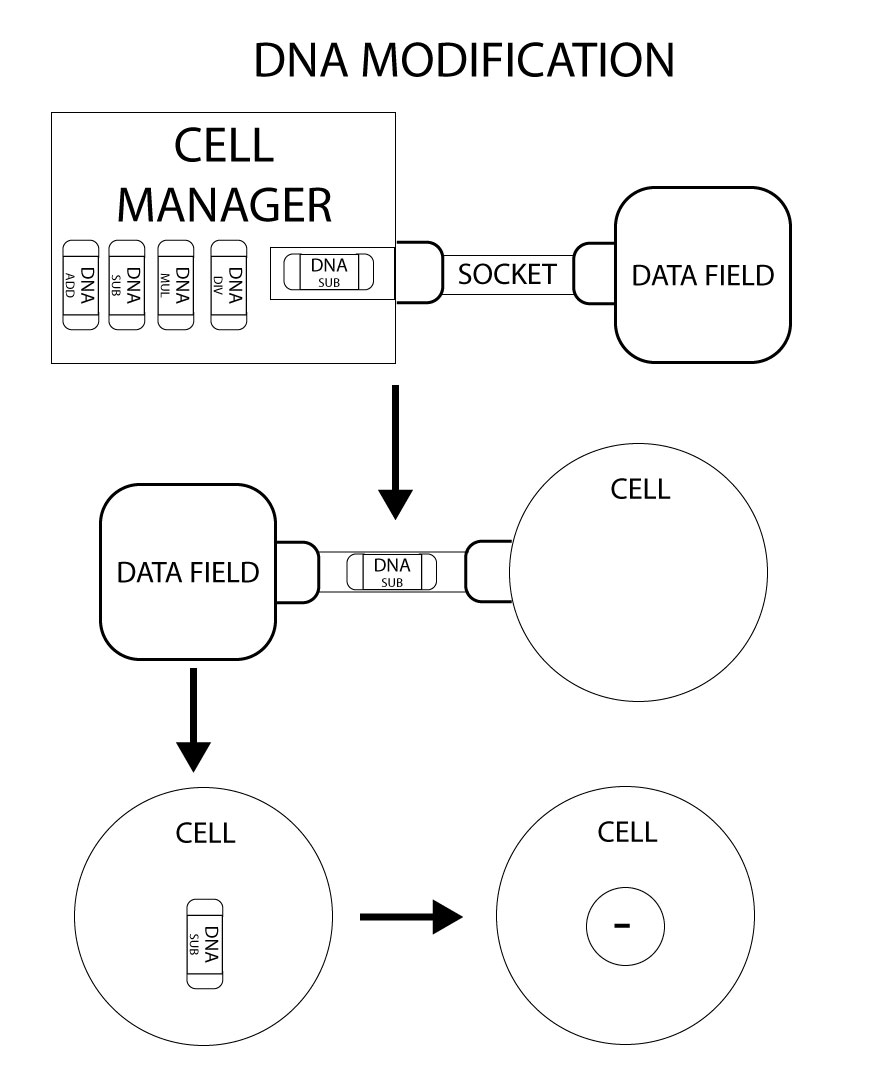 DNA MODIFICATION
CELL
MANAGER
DNA
ADD
DNA
SUB
DNA
MUL
DNA
DIV
DNA
SUB
SOCKET
DATA FIELD
CELL
DATA FIELD
DNA
SUB
CELL
DNA
SUB
CELL
-